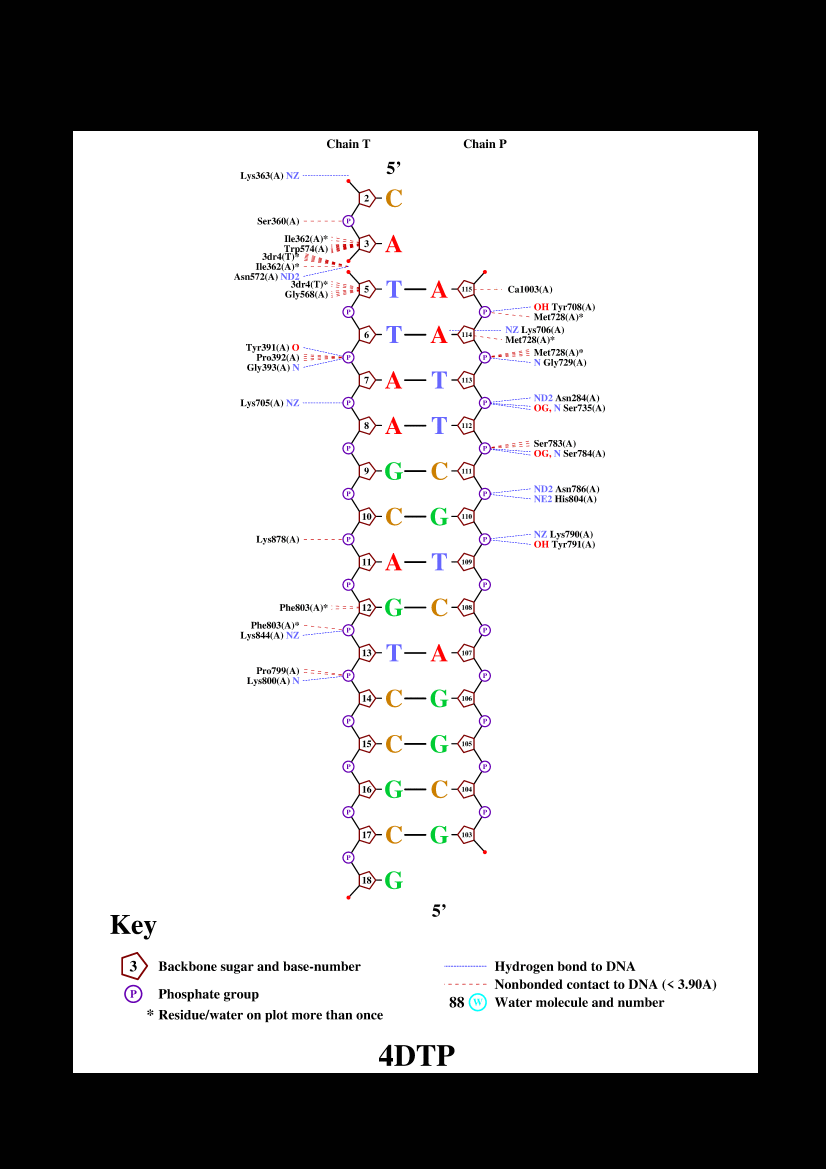 Chain T Chain P
5'
Lys363(A) NZ
2 C
Ser360(A) P
Ile362(A)*
3 A
Trp574(A)
3dr4(T)*
Ile362(A)*
Asn572(A) ND2
3dr4(T)*
5 T A 115 Ca1003(A)
Gly568(A)
OH Tyr708(A)
P P
Met728(A)*
NZ Lys706(A)
6 T A 114
Met728(A)*
Tyr391(A) O
Met728(A)*
Pro392(A) P P
Gly393(A) N N Gly729(A)
7 A T 113
ND2 Asn284(A)
Lys705(A) NZ P P
OG, N Ser735(A)
8 A T 112
Ser783(A)
P P
OG, N Ser784(A)
9 G C 111
ND2 Asn786(A)
P P
NE2 His804(A)
10 C G 110
NZ Lys790(A)
Lys878(A) P P
OH Tyr791(A)
11 A T 109
P P
Phe803(A)* 12 G C 108
Phe803(A)*
P P
Lys844(A) NZ
13 T A 107
Pro799(A)
P P
Lys800(A) N
14 C G 106
P P
15 C G 105
P P
16 G C 104
P P
17 C G 103
P
18 G
5'
Key
3 Backbone sugar and base-number
P Phosphate group
* Residue/water on plot more than once
Hydrogen bond to DNA
Nonbonded contact to DNA (< 3.90A)
88 W Water molecule and number
4DTP